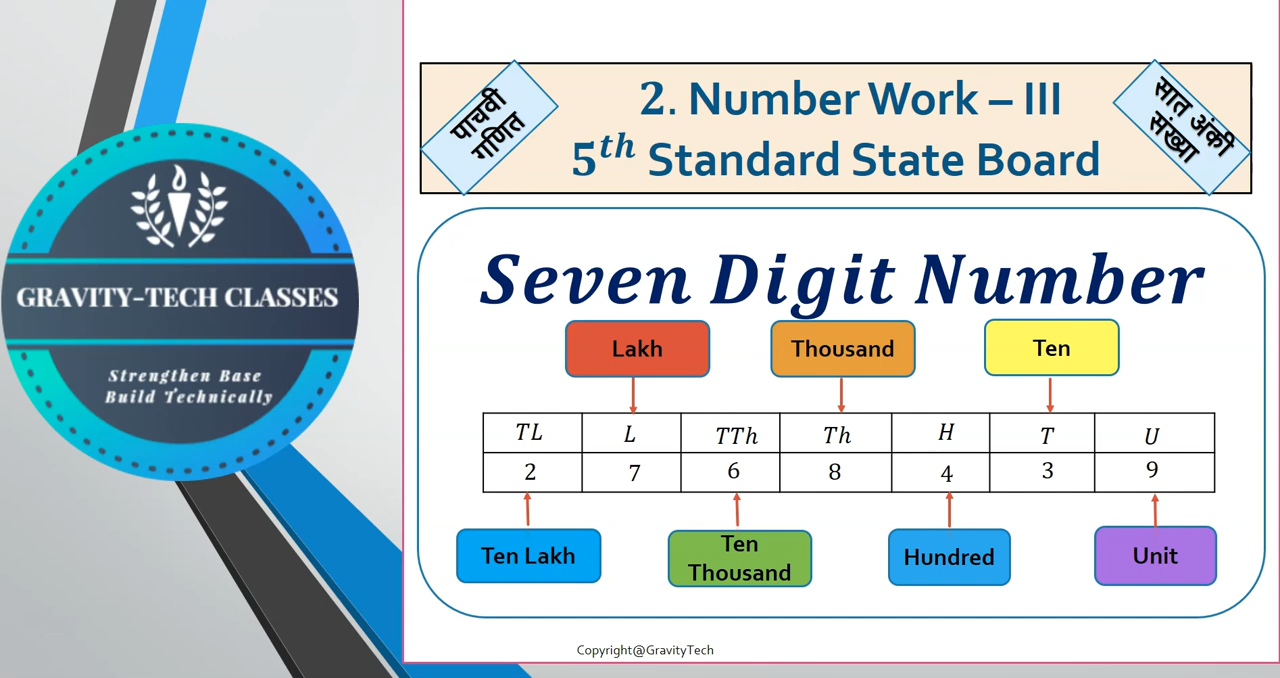 GRAVITY-TECH CLASSES
Strengthen Base
Build Technically
पाचवी
गणित
2. Number Work – III
5th Standard State Board
सात अंकी
संख्या
Seven Digit Number
Lakh Thousand Ten
TL L TTh Th H T U
2 7 6 8 4 3 9
Ten Lakh
Ten
Thousand
Hundred
Unit
Copyright@GravityTech